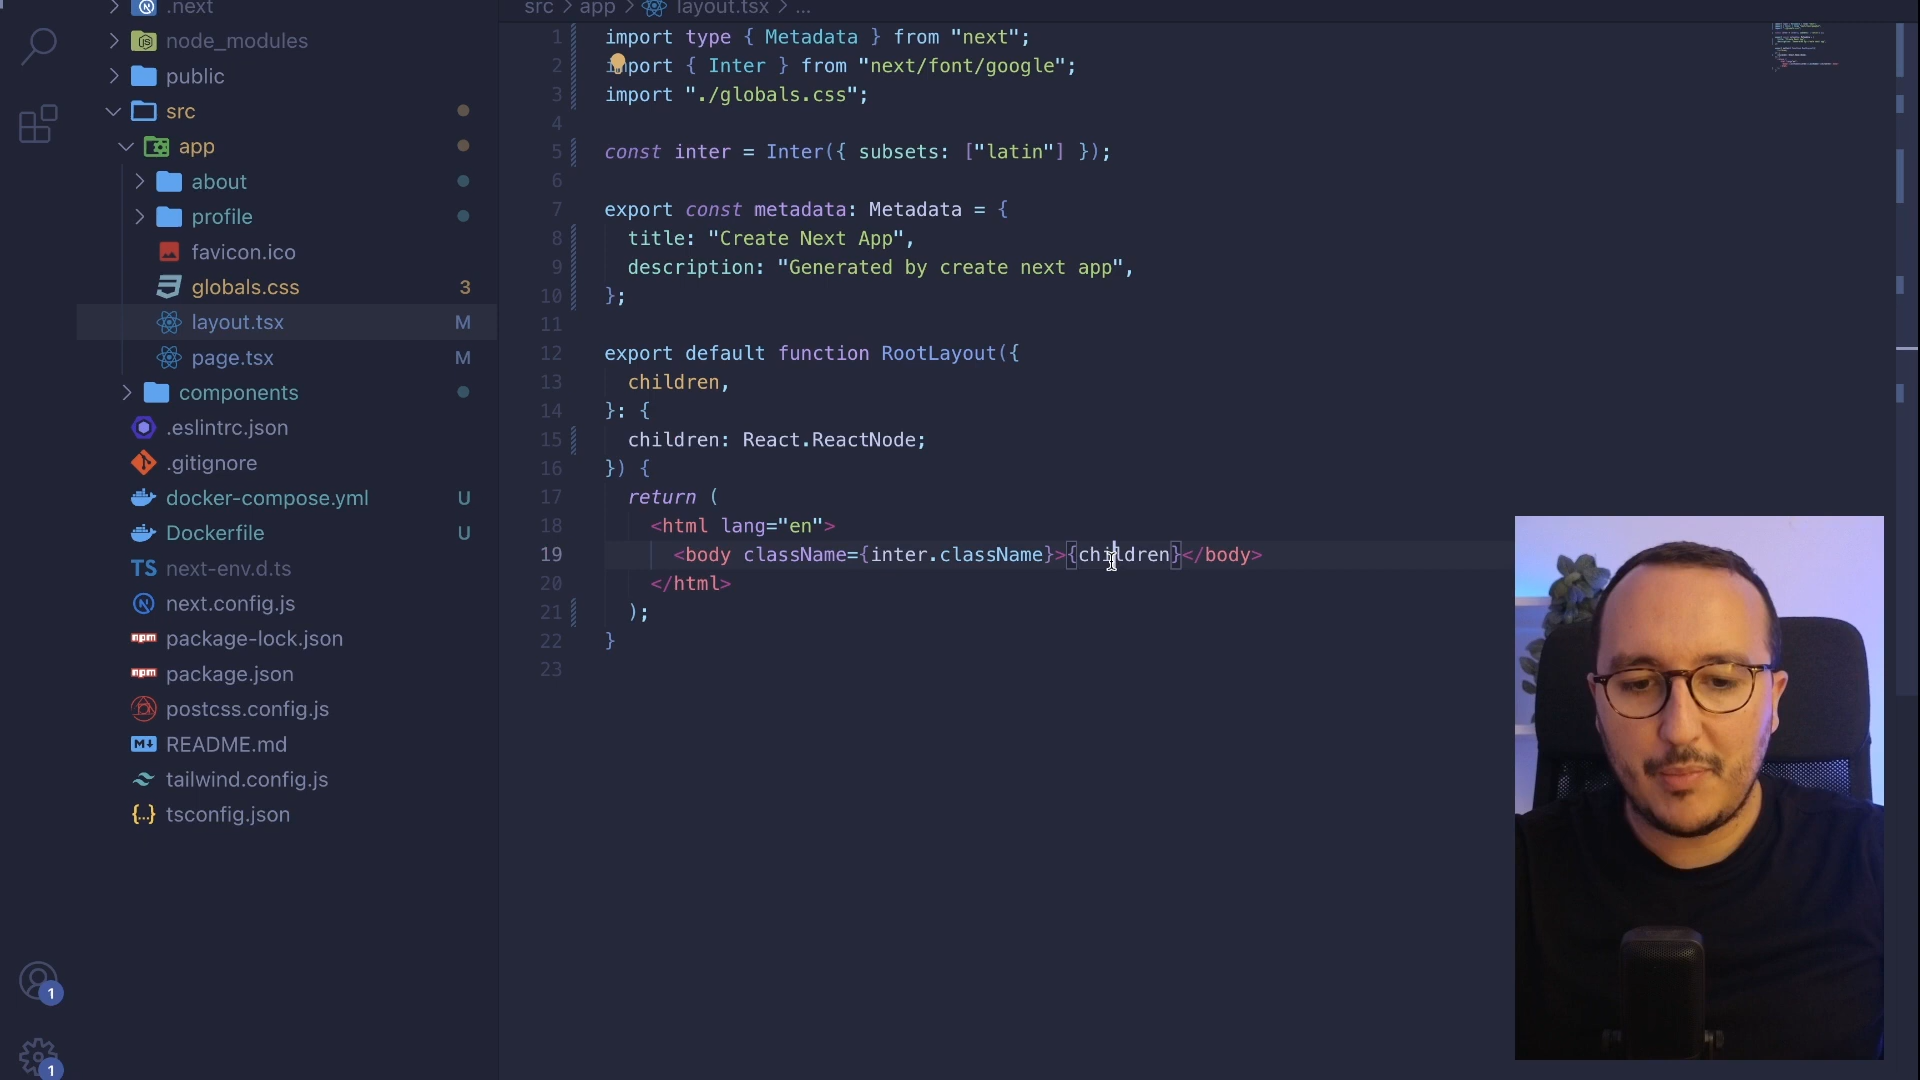 .next
node_modules
public
src
app
about
profile
favicon.ico
globals.css 3
layout.tsx M
page.tsx M
components
.eslintrc.json
.gitignore
docker-compose.yml U
Dockerfile U
TS next-env.d.ts
next.config.js
npm package-lock.json
npm package.json
postcss.config.js
M README.md
tailwind.config.js
{..} tsconfig.json
1
1
src > app > layout.tsx > ...
1 import type { Metadata } from "next";
2 import { Inter } from "next/font/google";
3 import "./globals.css";
4
5 const inter = Inter({ subsets: ["latin"] });
6
7 export const metadata: Metadata = {
8 title: "Create Next App",
9 description: "Generated by create next app",
10 };
11
12 export default function RootLayout({
13 children,
14 }: {
15 children: React.ReactNode;
16 }) {
17 return (
18 <html lang="en">
19 <body className={inter.className}>{children}</body>
20 </html>
21 );
22 }
23